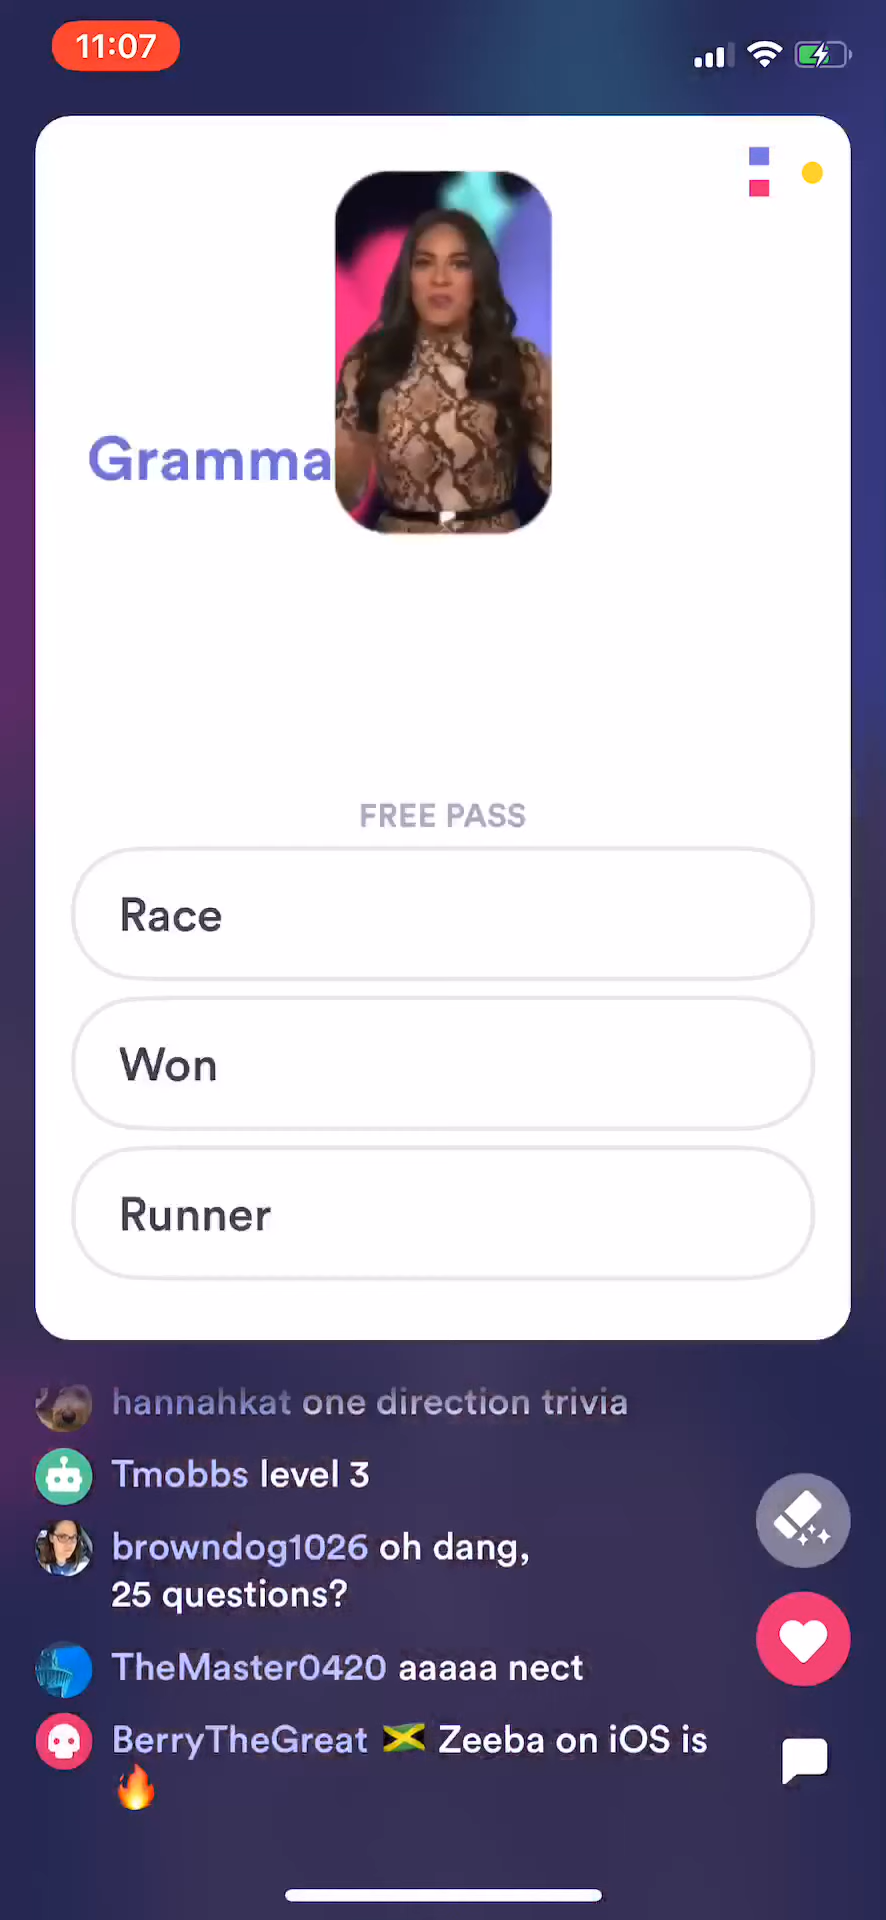 11:07
Gramma
FREE PASS
Race
Won
Runner
hannahkat one direction trivia
Tmobbs level 3
browndog1026 oh dang,
25 questions?
TheMaster0420 aaaaa nect
BerryTheGreat 🇯🇲 Zeeba on iOS is
🔥